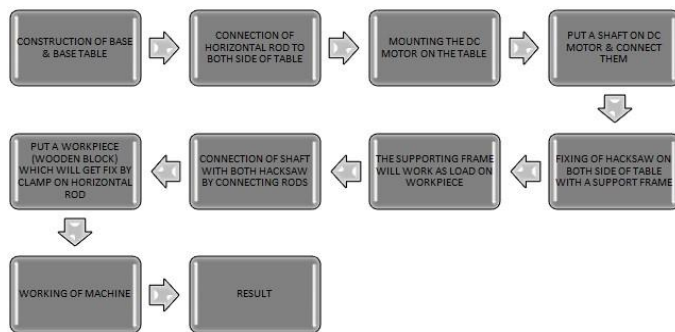 CONSTRUCTION OF BASE
& BASE TABLE
CONNECTION OF
HORIZONTAL ROD TO
BOTH SIDE OF TABLE
MOUNTING THE DC
MOTOR ON THE TABLE
PUT A SHAFT ON DC
MOTOR & CONNECT
THEM
FIXING OF HACKSAW ON
BOTH SIDE OF TABLE
WITH A SUPPORT FRAME
THE SUPPORTING FRAME
WILL WORK AS LOAD ON
WORKPIECE
CONNECTION OF SHAFT
WITH BOTH HACKSAW
BY CONNECTING RODS
PUT A WORKPIECE
(WOODEN BLOCK)
WHICH WILL GET FIX BY
CLAMP ON HORIZONTAL
ROD
WORKING OF MACHINE
RESULT